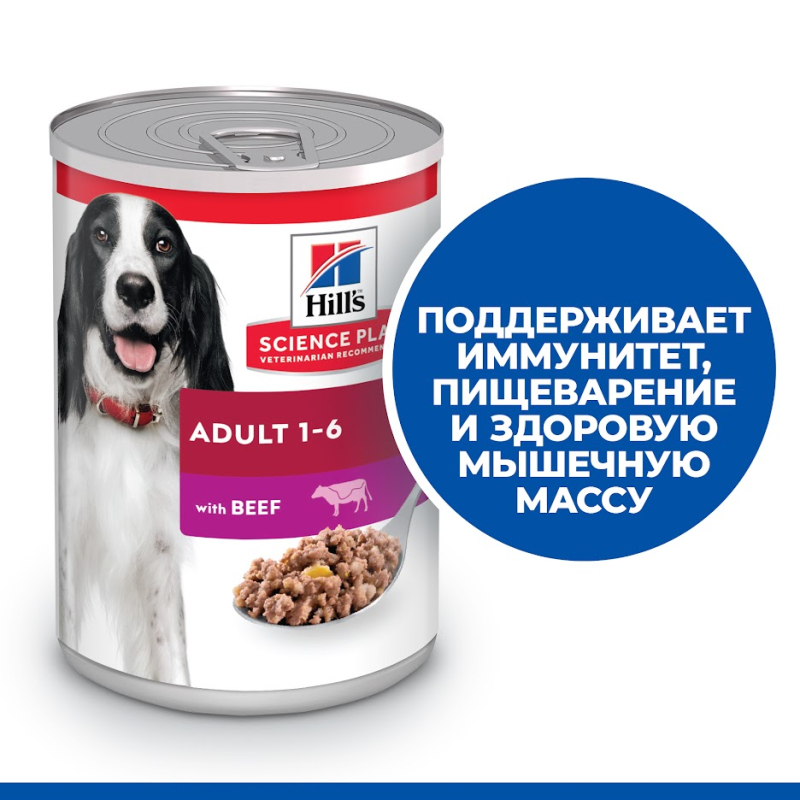 Hill's
SCIENCE PLA
VETERINARIAN RECOMMEN
ADULT 1-6
with BEEF
ПОДДЕРЖИВАЕТ
ИММУНИТЕТ,
ПИЩЕВАРЕНИЕ
И ЗДОРОВУЮ
МЫШЕЧНУЮ
МАССУ